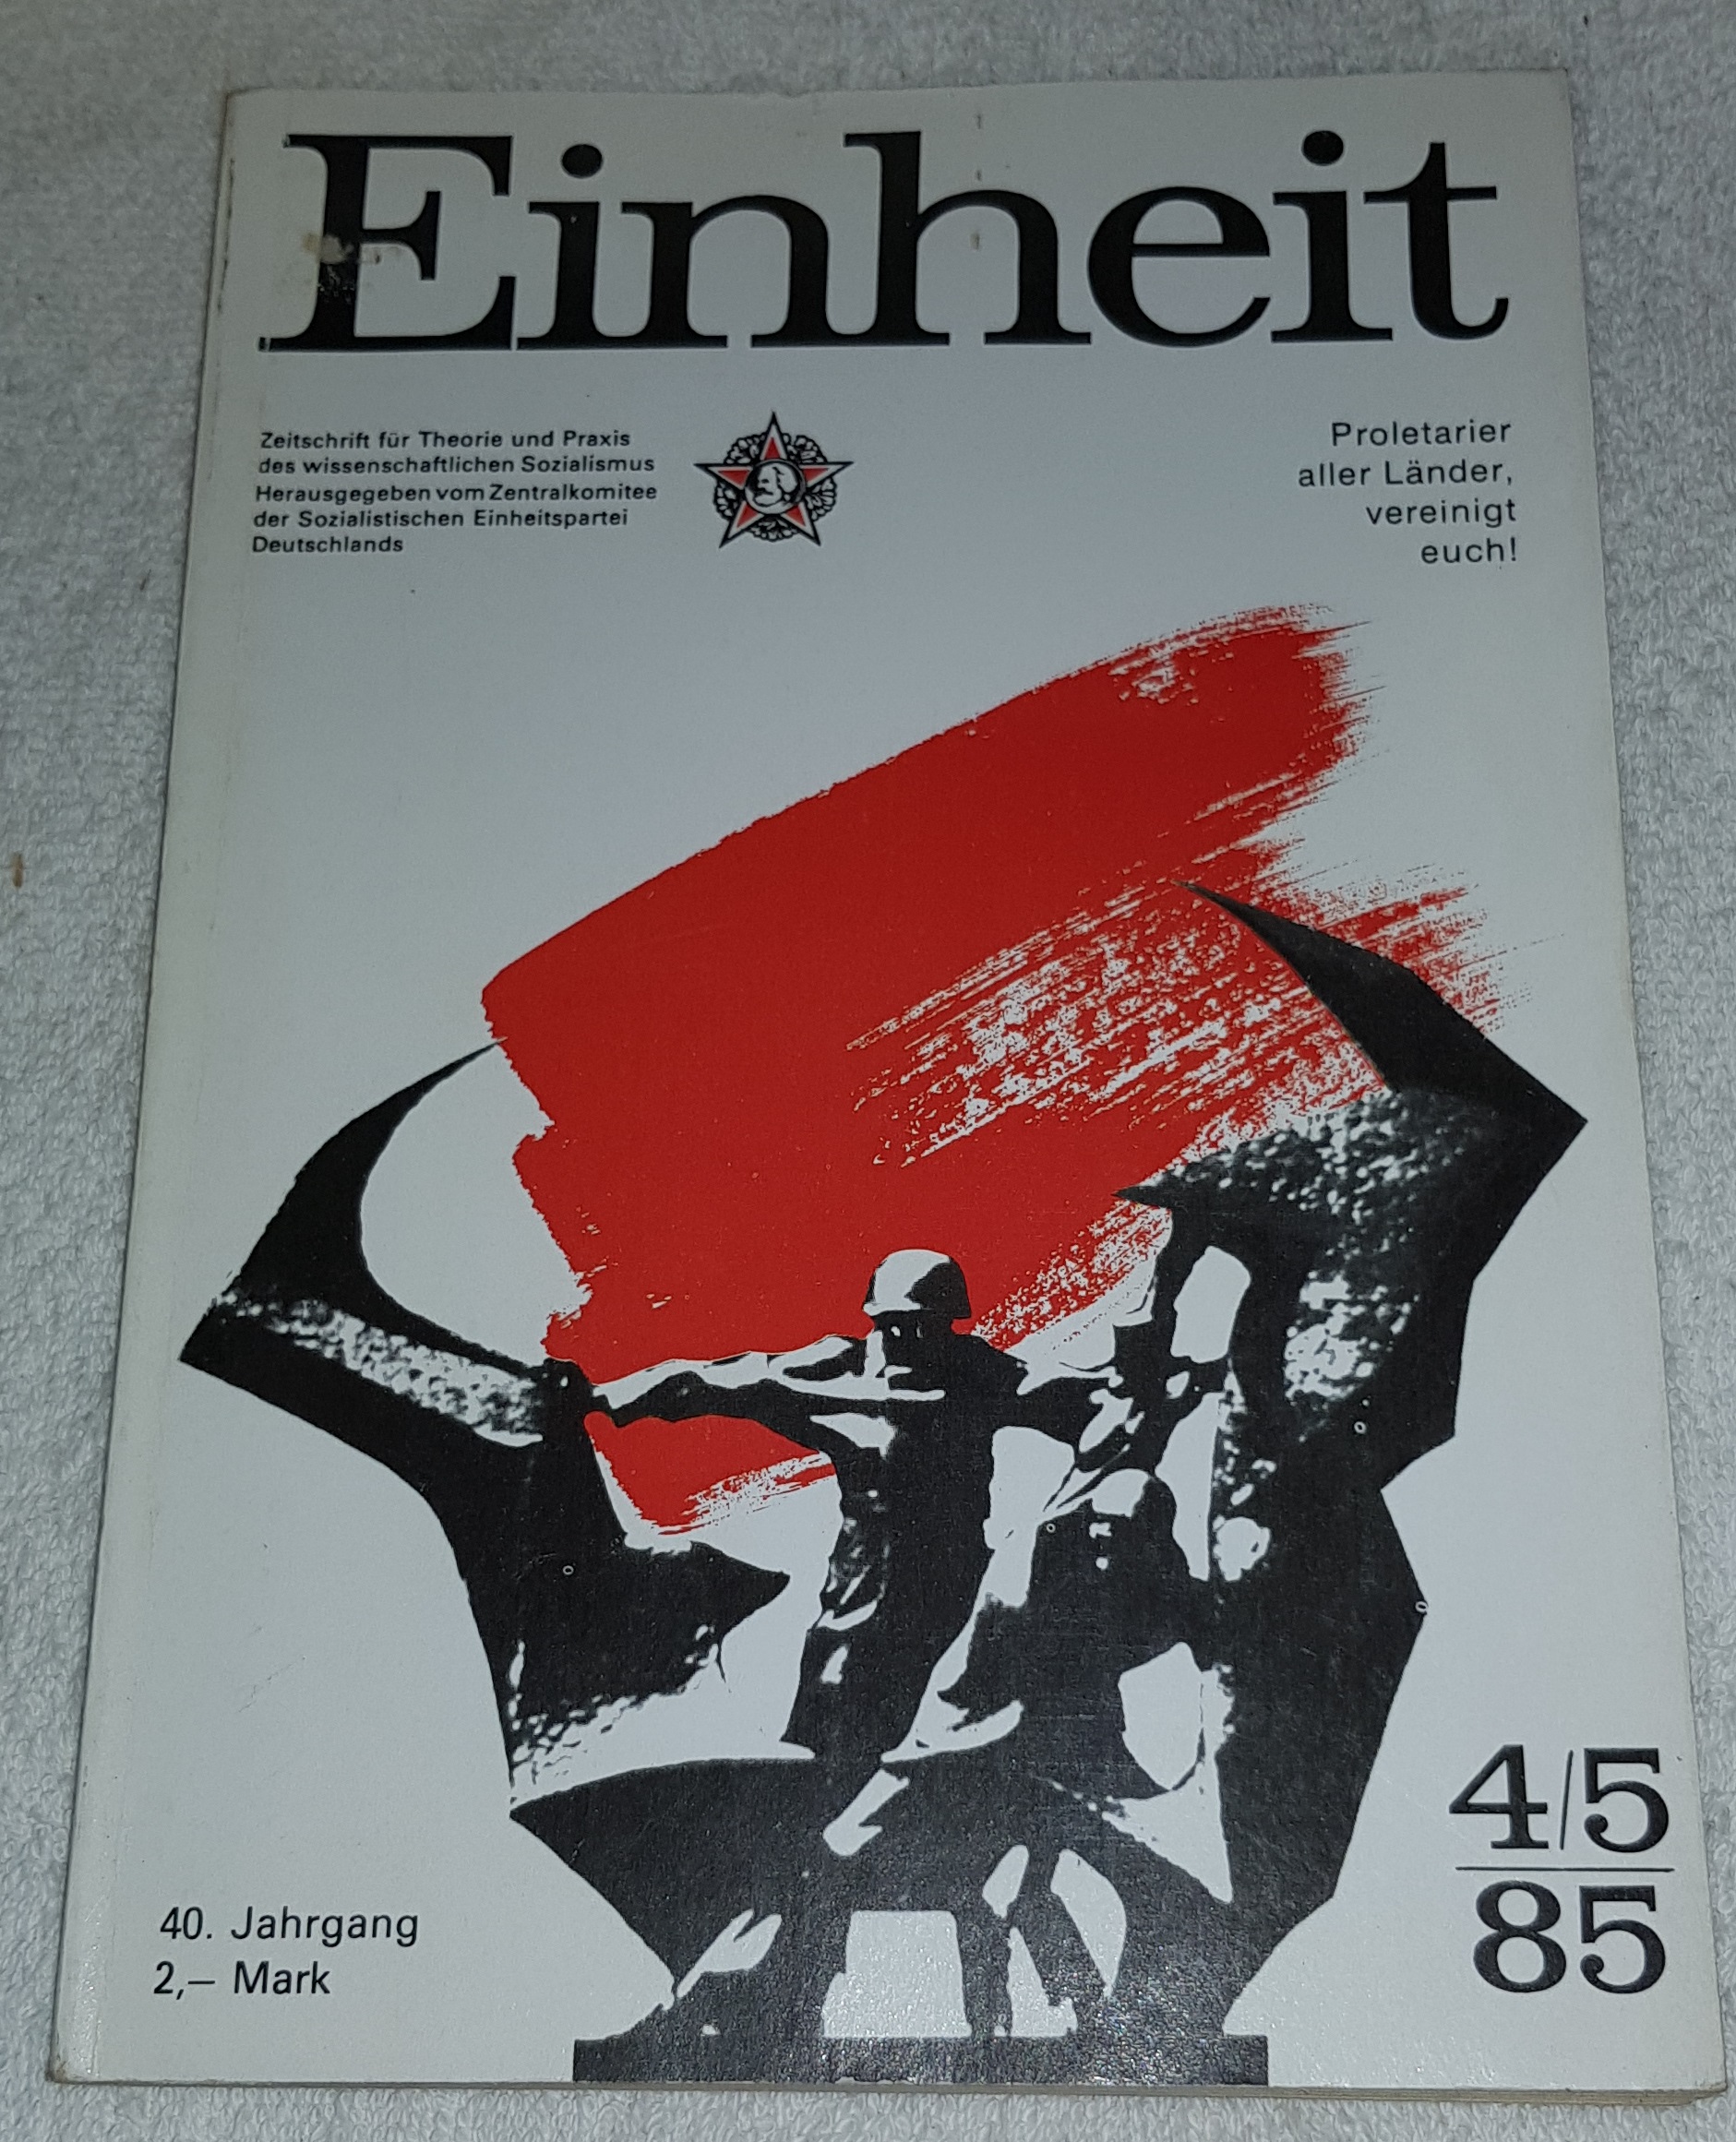 Einheit
Zeitschrift für Theorie und Praxis
des wissenschaftlichen Sozialismus
Herausgegeben vom Zentralkomitee
der Sozialistischen Einheitspartei
Deutschlands
Proletarier
aller Länder,
vereinigt
euch!
40. Jahrgang
2,– Mark
4/5
85